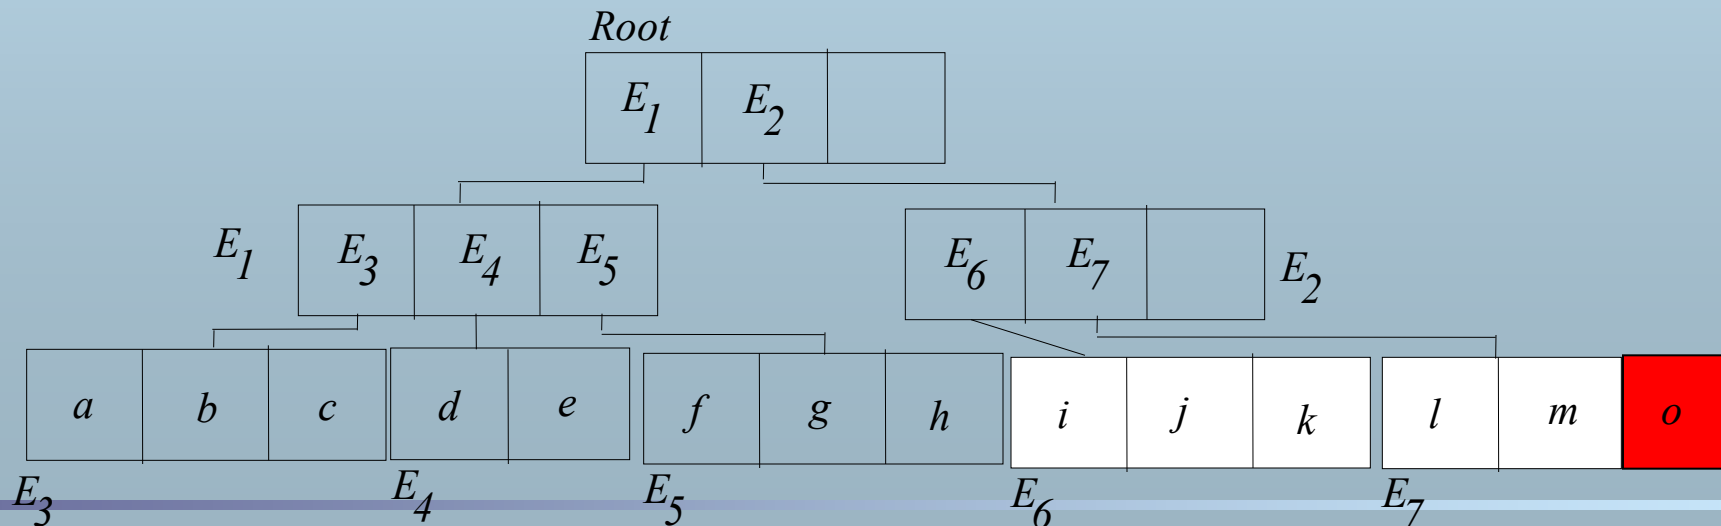 Root
E1 E2
E1 E3 E4 E5 E6 E7 E2
a b c d e f g h i j k l m o
E3 E4 E5 E6 E7